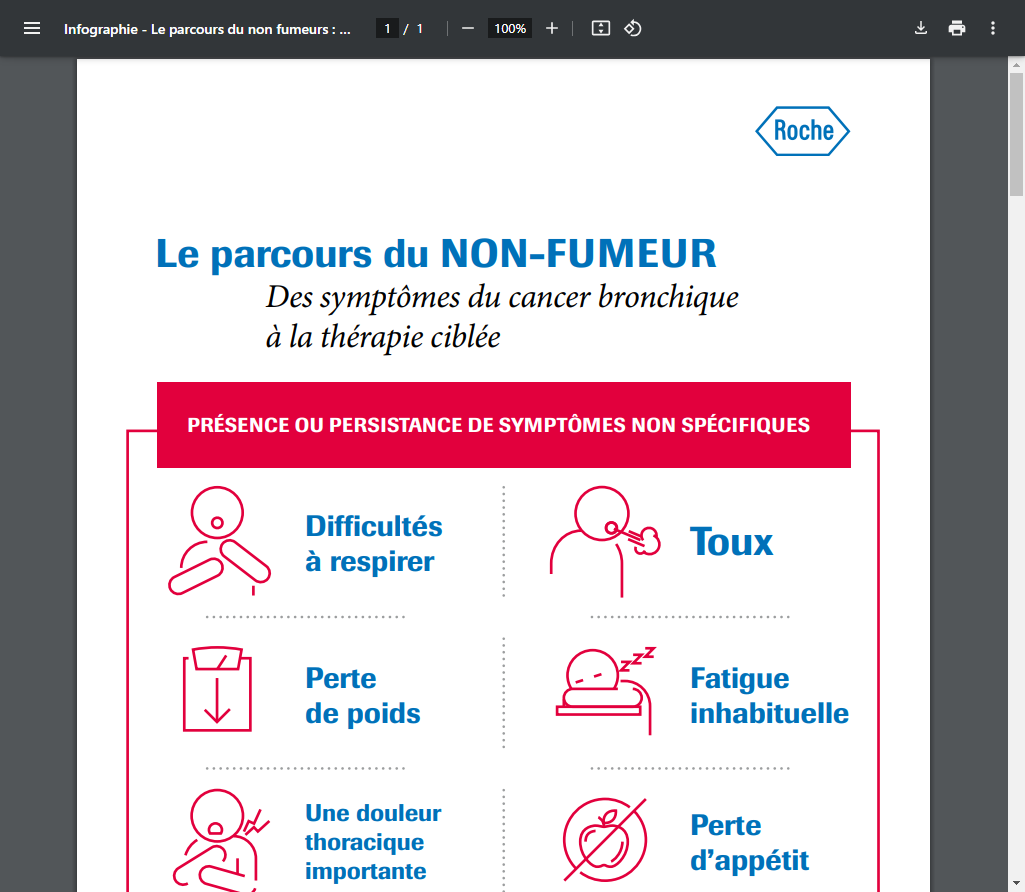 Infographie - Le parcours du non fumeurs : ...
1 / 1
100%
Roche
Le parcours du NON-FUMEUR
Des symptômes du cancer bronchique
à la thérapie ciblée
PRÉSENCE OU PERSISTANCE DE SYMPTÔMES NON SPÉCIFIQUES
Difficultés
à respirer
Toux
Perte
de poids
zzz
Fatigue
inhabituelle
Une douleur
thoracique
importante
Perte
d'appétit